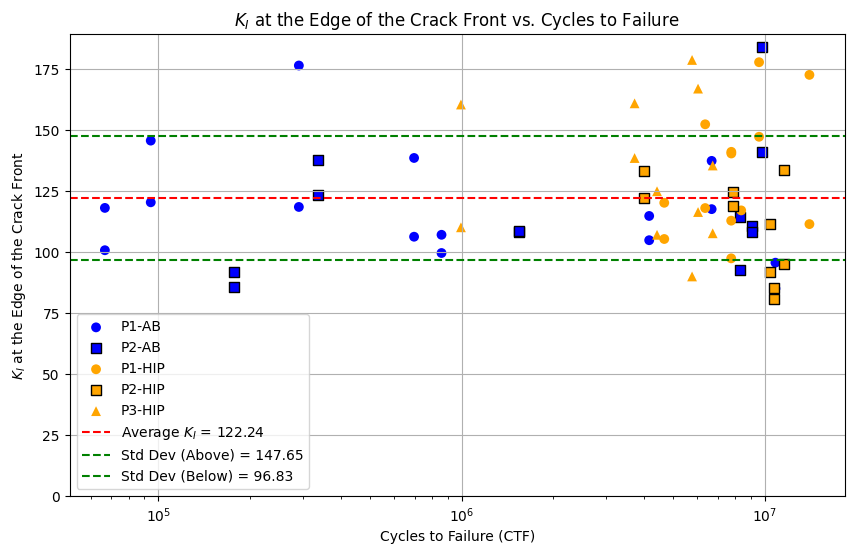 K_I at the Edge of the Crack Front vs. Cycles to Failure
K_I at the Edge of the Crack Front
175
150
125
100
75
50
25
0
P1-AB
P2-AB
P1-HIP
P2-HIP
P3-HIP
Average K_I = 122.24
Std Dev (Above) = 147.65
Std Dev (Below) = 96.83
10^5 10^6 10^7
Cycles to Failure (CTF)